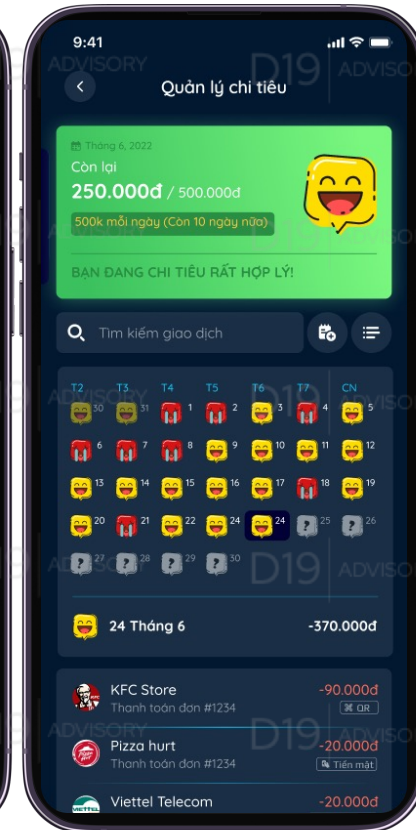 9:41
Quản lý chi tiêu
Tháng 6, 2022
Còn lại
250.000đ / 500.000đ
500k mỗi ngày (Còn 10 ngày nữa)
BẠN ĐANG CHI TIÊU RẤT HỢP LÝ!
Tìm kiếm giao dịch
T2 T3 T4 T5 T6 T7 CN
30 31 1 2 3 4 5
6 7 8 9 10 11 12
13 14 15 16 17 18 19
20 21 22 24 24 ? 25 ? 26
? 27 ? 28 ? 29 ? 30
24 Tháng 6 -370.000đ
KFC Store -90.000đ
Thanh toán đơn #1234 QR
Pizza hurt -20.000đ
Thanh toán đơn #1234 Tiền mặt
Viettel Telecom -20.000đ
D19 ADVISORY